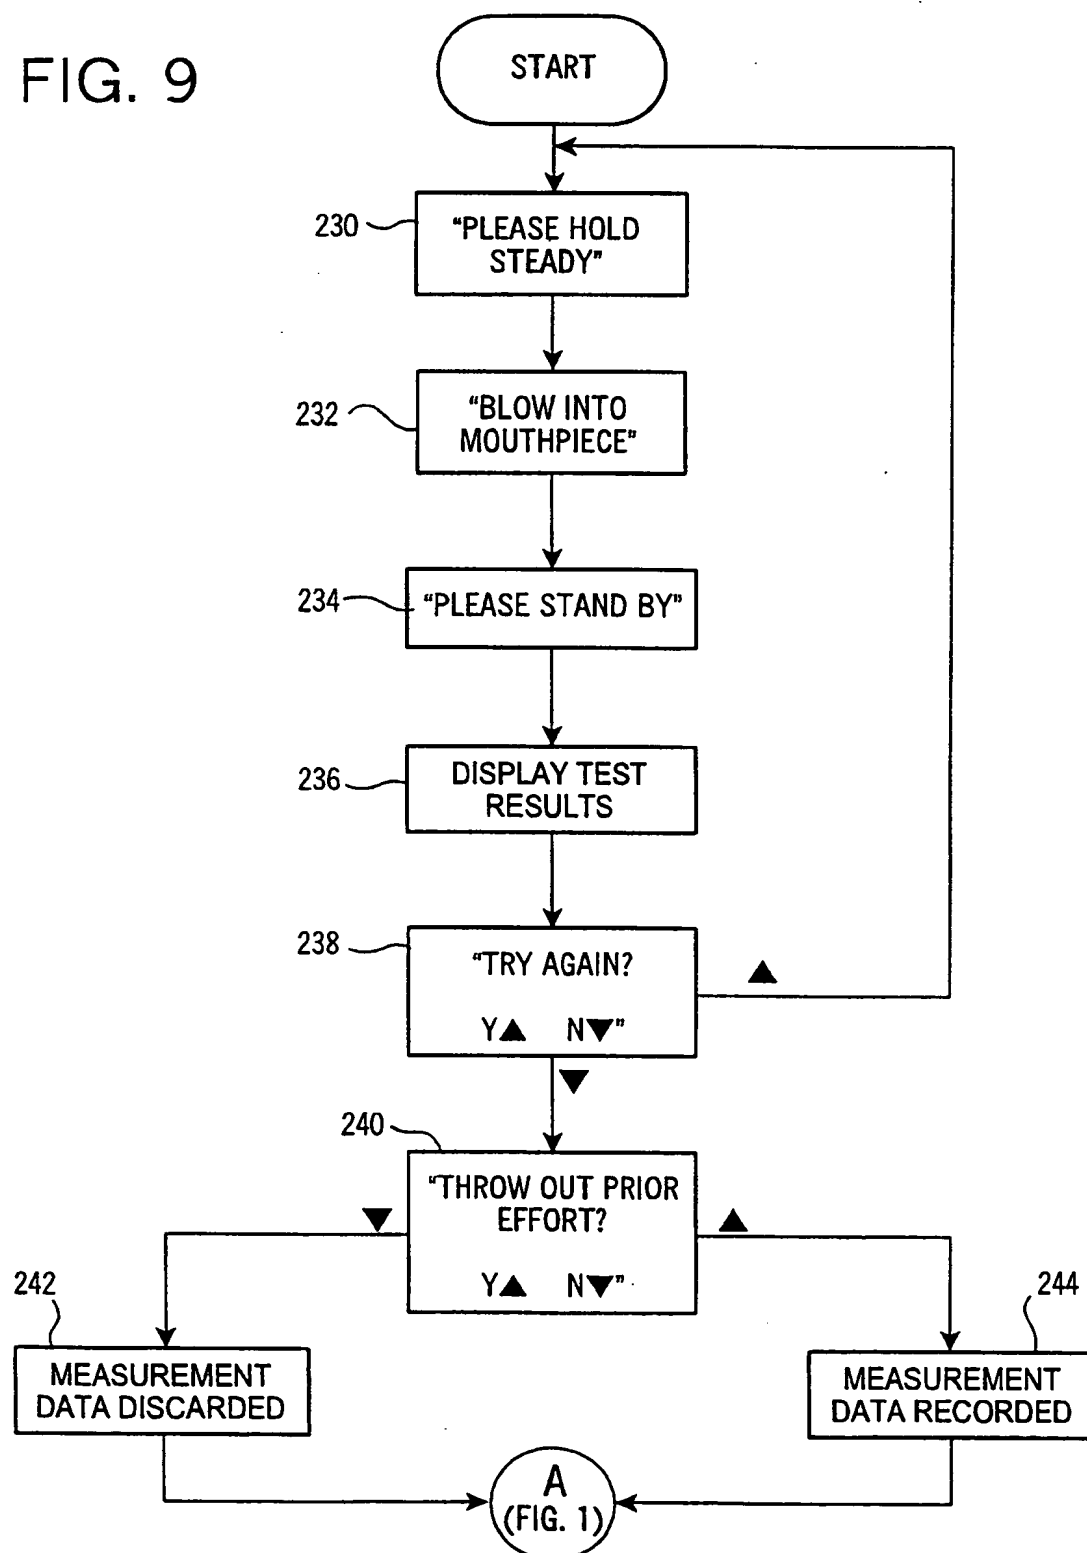 FIG. 9
START
230
"PLEASE HOLD
STEADY"
232
"BLOW INTO
MOUTHPIECE"
234
"PLEASE STAND BY"
236
DISPLAY TEST
RESULTS
238
"TRY AGAIN?
Y▲ N▼"
▲
▼
240
"THROW OUT PRIOR
EFFORT?
Y▲ N▼"
▼
▲
242
MEASUREMENT
DATA DISCARDED
244
MEASUREMENT
DATA RECORDED
A
(FIG. 1)